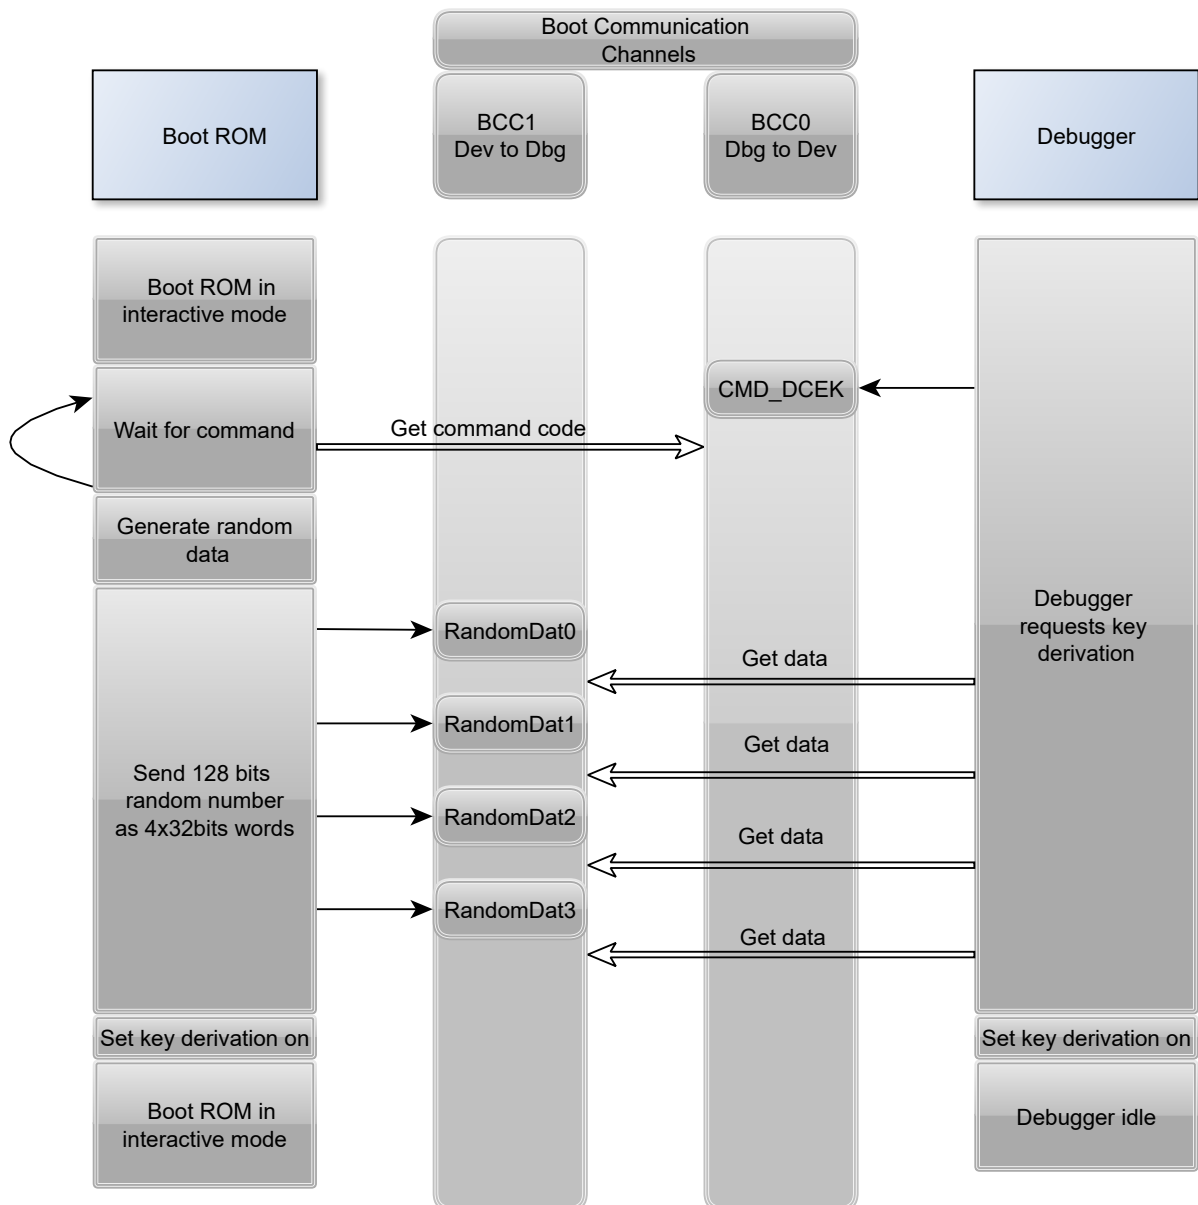 Boot Communication
Channels
Boot ROM
BCC1
Dev to Dbg
BCC0
Dbg to Dev
Debugger
Boot ROM in
interactive mode
CMD_DCEK
Wait for command
Get command code
Generate random
data
Debugger
requests key
derivation
RandomDat0
Get data
RandomDat1
Get data
Send 128 bits
random number
as 4x32bits words
RandomDat2
Get data
RandomDat3
Get data
Set key derivation on
Set key derivation on
Boot ROM in
interactive mode
Debugger idle